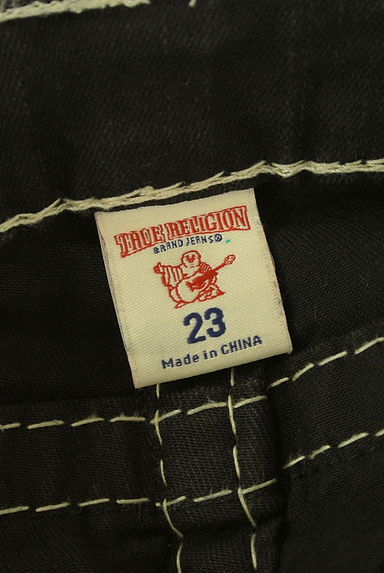 TRUE RELIGION
BRAND JEANS®
23
Made in CHINA